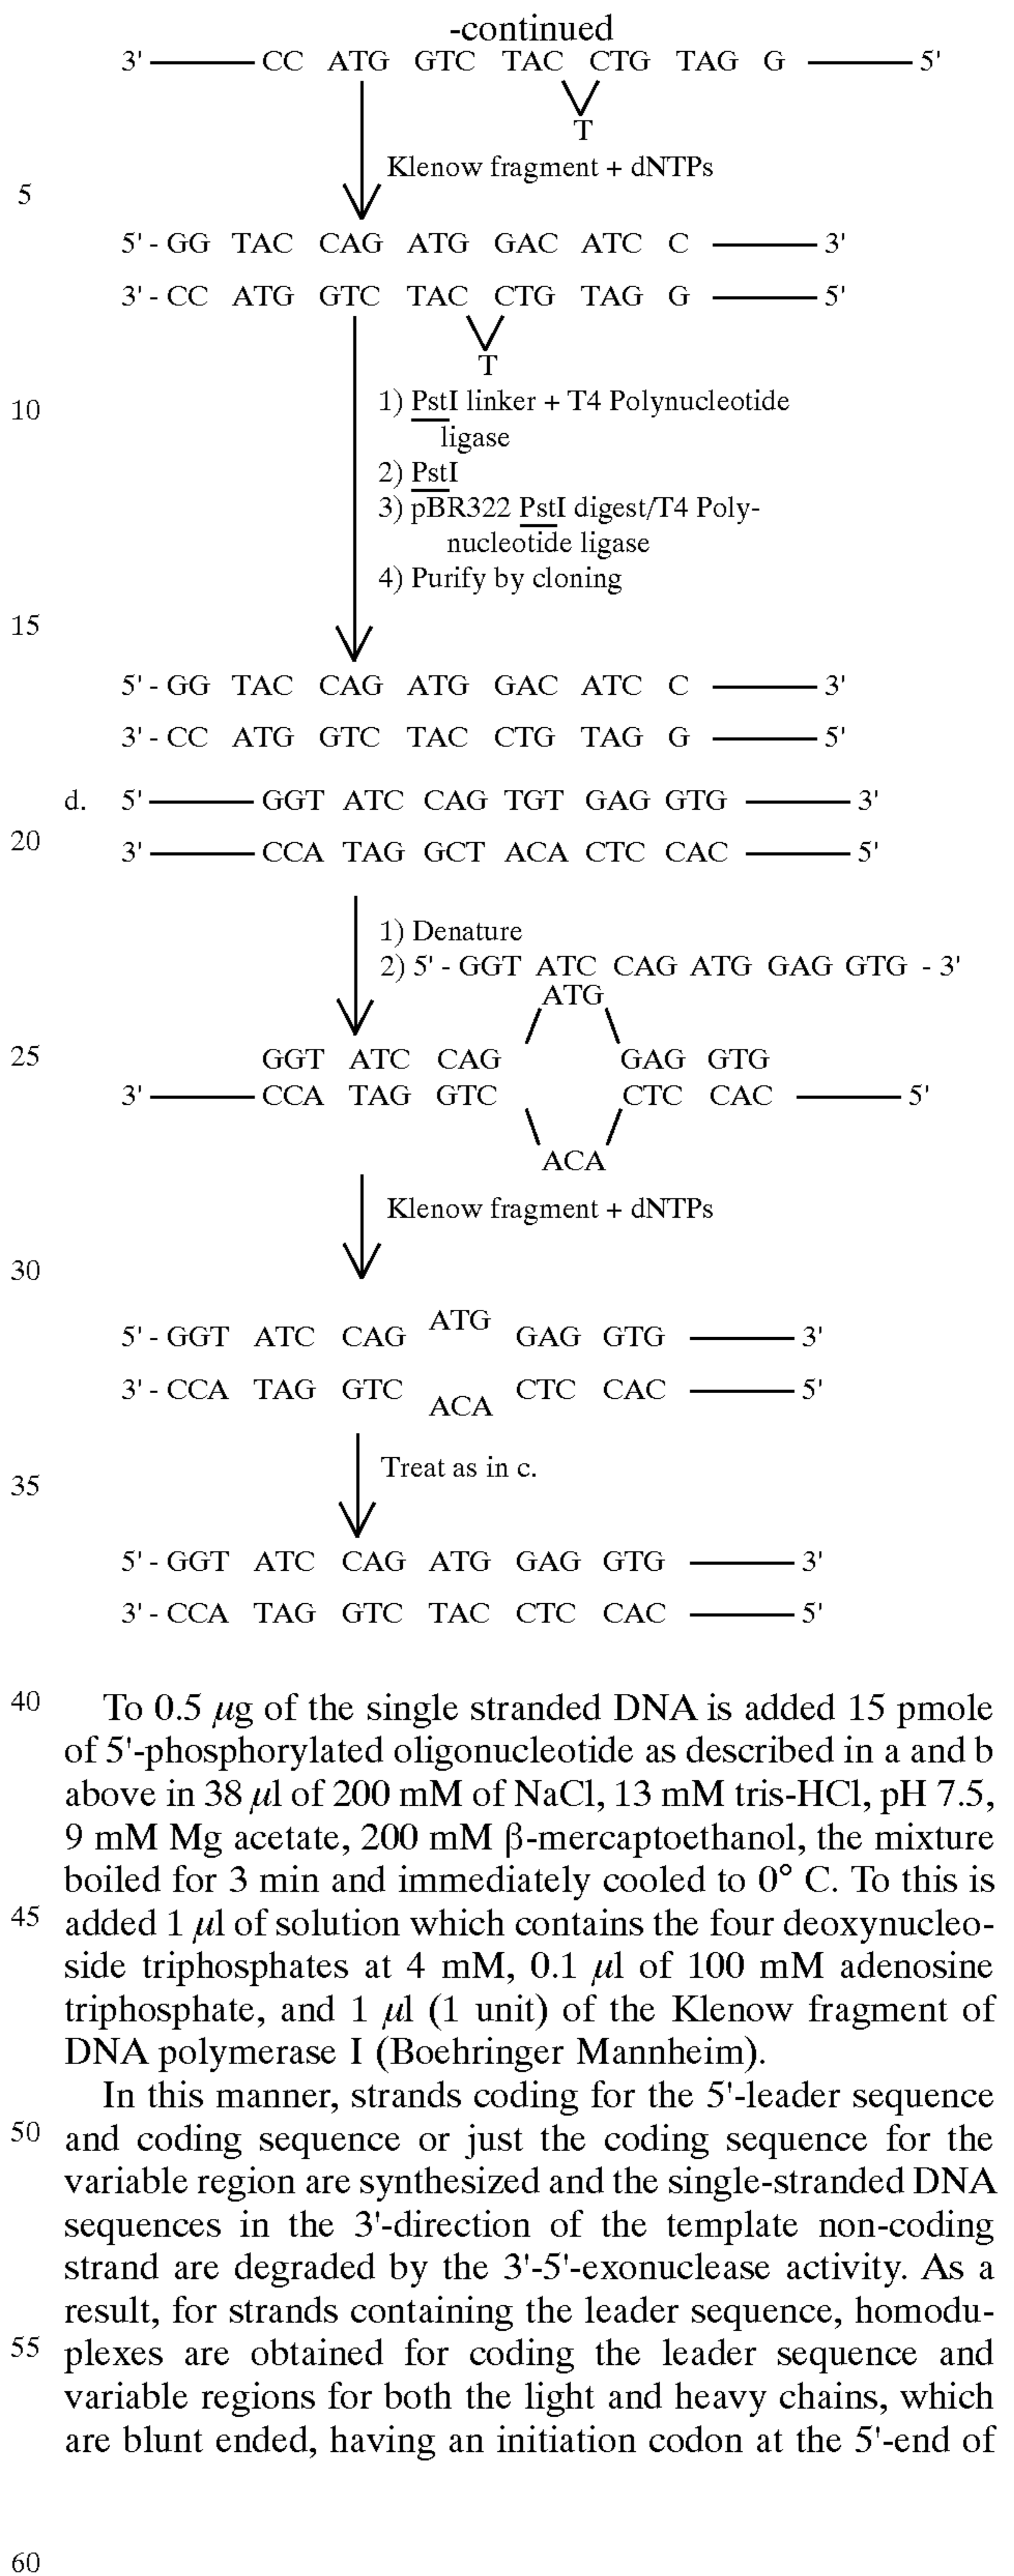 -continued
3' CC ATG GTC TAC CTG TAG G 5'
T
Klenow fragment + dNTPs
5
5' - GG TAC CAG ATG GAC ATC C 3'
3' - CC ATG GTC TAC CTG TAG G 5'
T
10 1) PstI linker + T4 Polynucleotide
ligase
2) PstI
3) pBR322 PstI digest/T4 Poly-
nucleotide ligase
4) Purify by cloning
15
5' - GG TAC CAG ATG GAC ATC C 3'
3' - CC ATG GTC TAC CTG TAG G 5'
d. 5' GGT ATC CAG TGT GAG GTG 3'
20
3' CCA TAG GCT ACA CTC CAC 5'
1) Denature
2) 5' - GGT ATC CAG ATG GAG GTG - 3'
ATG
25 GGT ATC CAG GAG GTG
3' CCA TAG GTC CTC CAC 5'
ACA
Klenow fragment + dNTPs
30
ATG
5' - GGT ATC CAG GAG GTG 3'
3' - CCA TAG GTC CTC CAC 5'
ACA
Treat as in c.
35
5' - GGT ATC CAG ATG GAG GTG 3'
3' - CCA TAG GTC TAC CTC CAC 5'
40 To 0.5 μg of the single stranded DNA is added 15 pmole
of 5'-phosphorylated oligonucleotide as described in a and b
above in 38 μl of 200 mM of NaCl, 13 mM tris-HCl, pH 7.5,
9 mM Mg acetate, 200 mM β-mercaptoethanol, the mixture
boiled for 3 min and immediately cooled to 0° C. To this is
45 added 1 μl of solution which contains the four deoxynucleo-
side triphosphates at 4 mM, 0.1 μl of 100 mM adenosine
triphosphate, and 1 μl (1 unit) of the Klenow fragment of
DNA polymerase I (Boehringer Mannheim).
In this manner, strands coding for the 5'-leader sequence
50 and coding sequence or just the coding sequence for the
variable region are synthesized and the single-stranded DNA
sequences in the 3'-direction of the template non-coding
strand are degraded by the 3'-5'-exonuclease activity. As a
result, for strands containing the leader sequence, homodu-
55 plexes are obtained for coding the leader sequence and
variable regions for both the light and heavy chains, which
are blunt ended, having an initiation codon at the 5'-end of
60